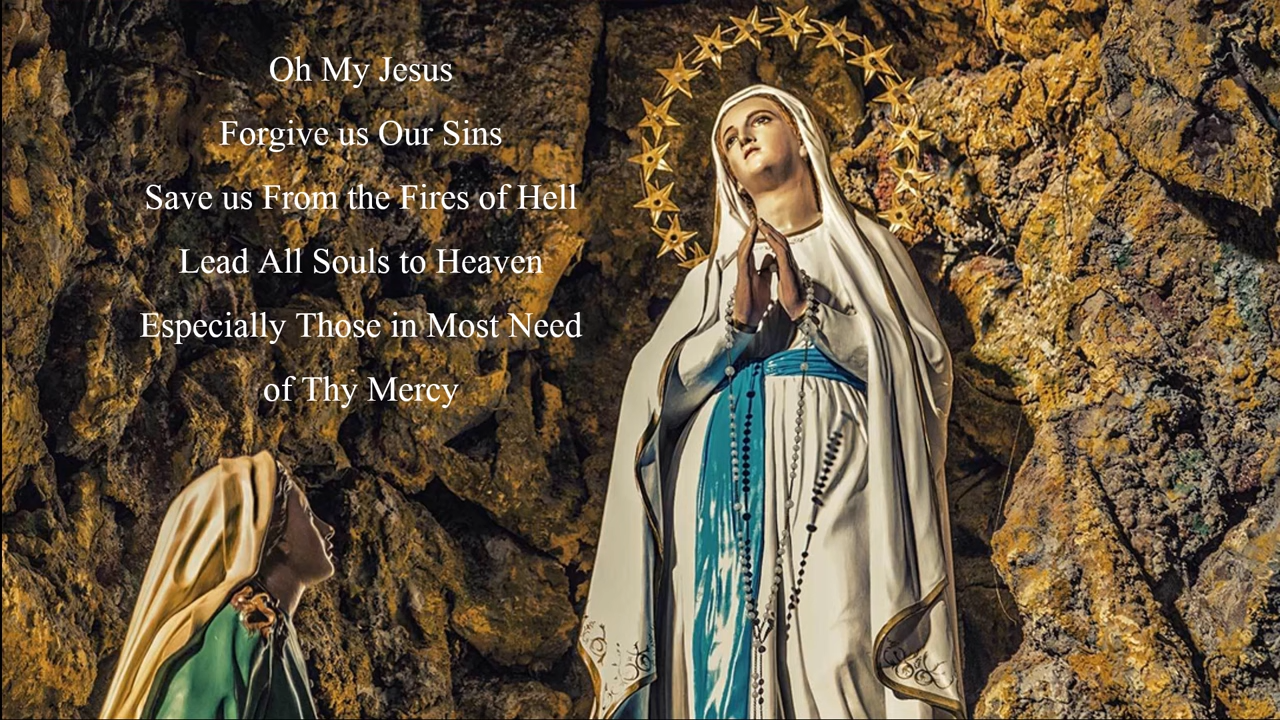 Oh My Jesus
Forgive us Our Sins
Save us From the Fires of Hell
Lead All Souls to Heaven
Especially Those in Most Need
of Thy Mercy